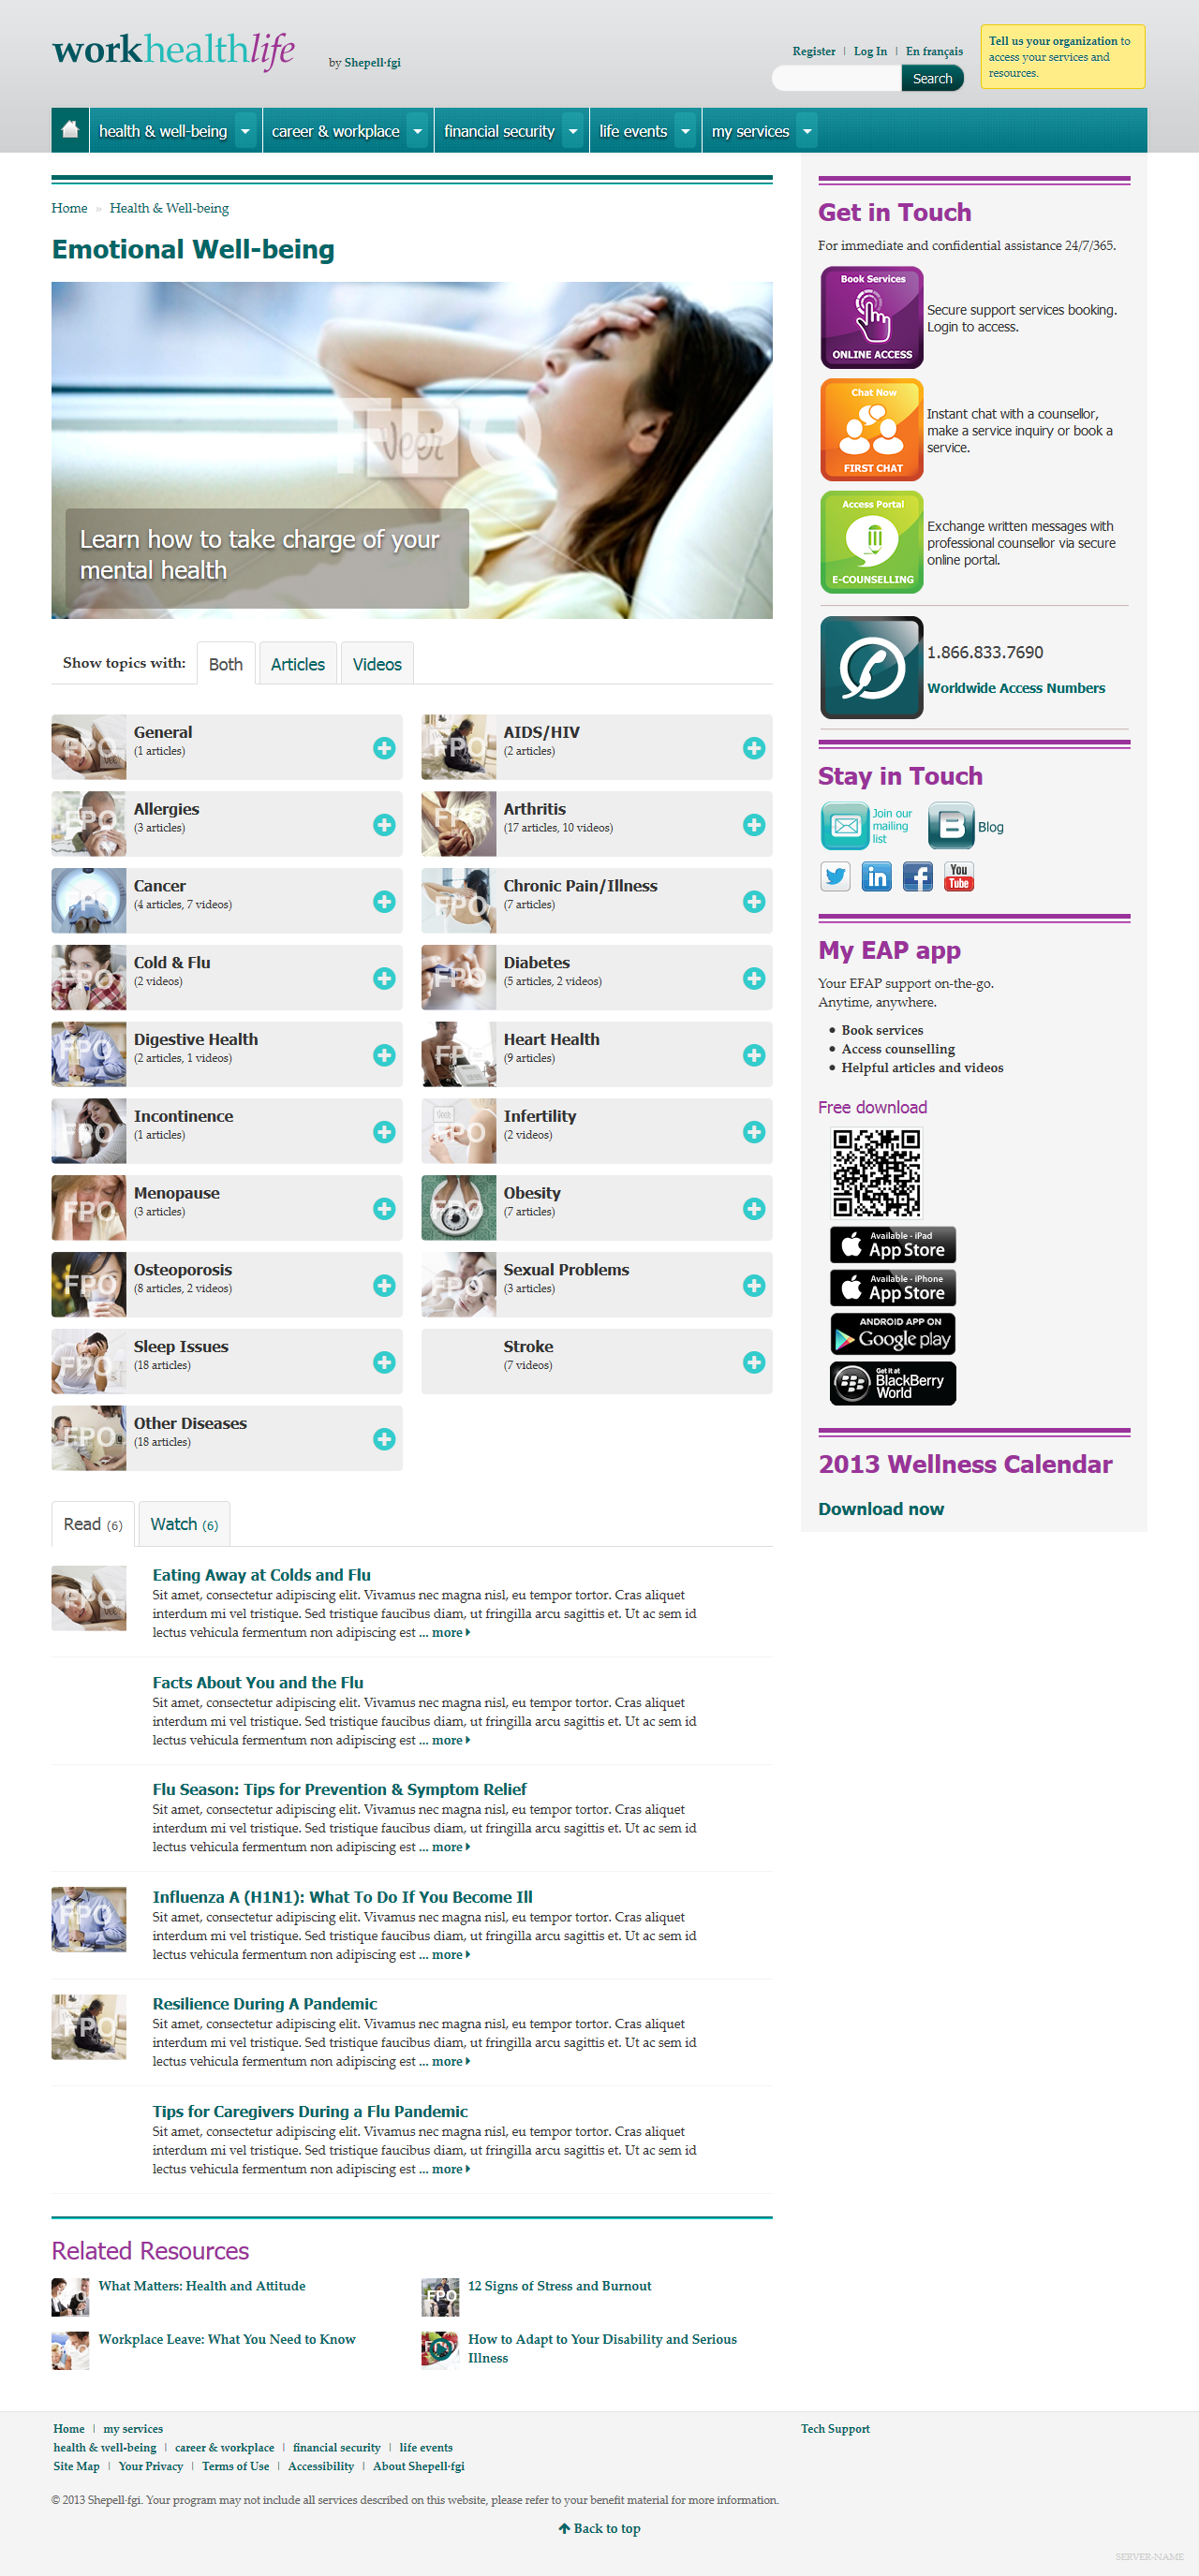 workhealthlife
by Shepell·fgi
Register | Log In | En français
Search
Tell us your organization to
access your services and
resources.
health & well-being
career & workplace
financial security
life events
my services
Home » Health & Well-being
Emotional Well-being
FPO
Veer
Learn how to take charge of your
mental health
Show topics with:
Both
Articles
Videos
General
(1 articles)
AIDS/HIV
(2 articles)
Allergies
(3 articles)
Arthritis
(17 articles, 10 videos)
Cancer
(4 articles, 7 videos)
Chronic Pain/Illness
(7 articles)
Cold & Flu
(2 videos)
Diabetes
(5 articles, 2 videos)
Digestive Health
(2 articles, 1 videos)
Heart Health
(9 articles)
Incontinence
(1 articles)
Infertility
(2 videos)
Menopause
(3 articles)
Obesity
(7 articles)
Osteoporosis
(8 articles, 2 videos)
Sexual Problems
(3 articles)
Sleep Issues
(18 articles)
Stroke
(7 videos)
Other Diseases
(18 articles)
Read (6)
Watch (6)
Eating Away at Colds and Flu
Sit amet, consectetur adipiscing elit. Vivamus nec magna nisl, eu tempor tortor. Cras aliquet
interdum mi vel tristique. Sed tristique faucibus diam, ut fringilla arcu sagittis et. Ut ac sem id
lectus vehicula fermentum non adipiscing est ... more
Facts About You and the Flu
Sit amet, consectetur adipiscing elit. Vivamus nec magna nisl, eu tempor tortor. Cras aliquet
interdum mi vel tristique. Sed tristique faucibus diam, ut fringilla arcu sagittis et. Ut ac sem id
lectus vehicula fermentum non adipiscing est ... more
Flu Season: Tips for Prevention & Symptom Relief
Sit amet, consectetur adipiscing elit. Vivamus nec magna nisl, eu tempor tortor. Cras aliquet
interdum mi vel tristique. Sed tristique faucibus diam, ut fringilla arcu sagittis et. Ut ac sem id
lectus vehicula fermentum non adipiscing est ... more
Influenza A (H1N1): What To Do If You Become Ill
Sit amet, consectetur adipiscing elit. Vivamus nec magna nisl, eu tempor tortor. Cras aliquet
interdum mi vel tristique. Sed tristique faucibus diam, ut fringilla arcu sagittis et. Ut ac sem id
lectus vehicula fermentum non adipiscing est ... more
Resilience During A Pandemic
Sit amet, consectetur adipiscing elit. Vivamus nec magna nisl, eu tempor tortor. Cras aliquet
interdum mi vel tristique. Sed tristique faucibus diam, ut fringilla arcu sagittis et. Ut ac sem id
lectus vehicula fermentum non adipiscing est ... more
Tips for Caregivers During a Flu Pandemic
Sit amet, consectetur adipiscing elit. Vivamus nec magna nisl, eu tempor tortor. Cras aliquet
interdum mi vel tristique. Sed tristique faucibus diam, ut fringilla arcu sagittis et. Ut ac sem id
lectus vehicula fermentum non adipiscing est ... more
Related Resources
What Matters: Health and Attitude
12 Signs of Stress and Burnout
Workplace Leave: What You Need to Know
How to Adapt to Your Disability and Serious
Illness
Get in Touch
For immediate and confidential assistance 24/7/365.
Book Services
ONLINE ACCESS
Secure support services booking.
Login to access.
Chat Now
FIRST CHAT
Instant chat with a counsellor,
make a service inquiry or book a
service.
Access Portal
E-COUNSELLING
Exchange written messages with
professional counsellor via secure
online portal.
1.866.833.7690
Worldwide Access Numbers
Stay in Touch
Join our
mailing
list
B
Blog
in
f
You
Tube
My EAP app
Your EFAP support on-the-go.
Anytime, anywhere.
• Book services
• Access counselling
• Helpful articles and videos
Free download
Available - iPad
App Store
Available - iPhone
App Store
ANDROID APP ON
Google play
Get it at
BlackBerry
World
2013 Wellness Calendar
Download now
Home | my services
health & well-being | career & workplace | financial security | life events
Site Map | Your Privacy | Terms of Use | Accessibility | About Shepell·fgi
Tech Support
© 2013 Shepell·fgi. Your program may not include all services described on this website, please refer to your benefit material for more information.
Back to top
SERVER-NAME